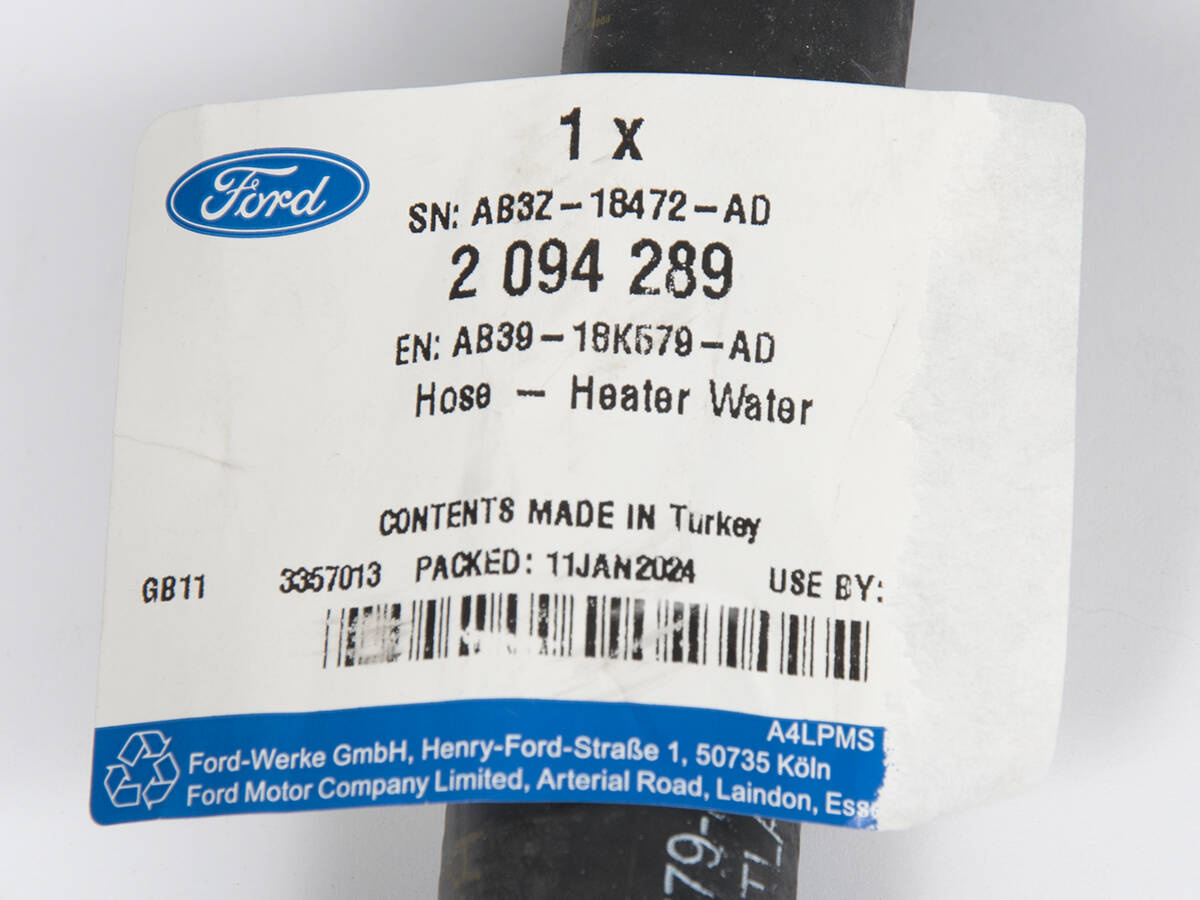 1 x
Ford
SN: AB3Z-18472-AD
2 094 289
EN: AB39-18K579-AD
Hose - Heater Water
CONTENTS MADE IN Turkey
GB11 3357013 PACKED: 11JAN2024 USE BY:
A4LPMS
Ford-Werke GmbH, Henry-Ford-Straße 1, 50735 Köln
Ford Motor Company Limited, Arterial Road, Laindon, Esse
79-